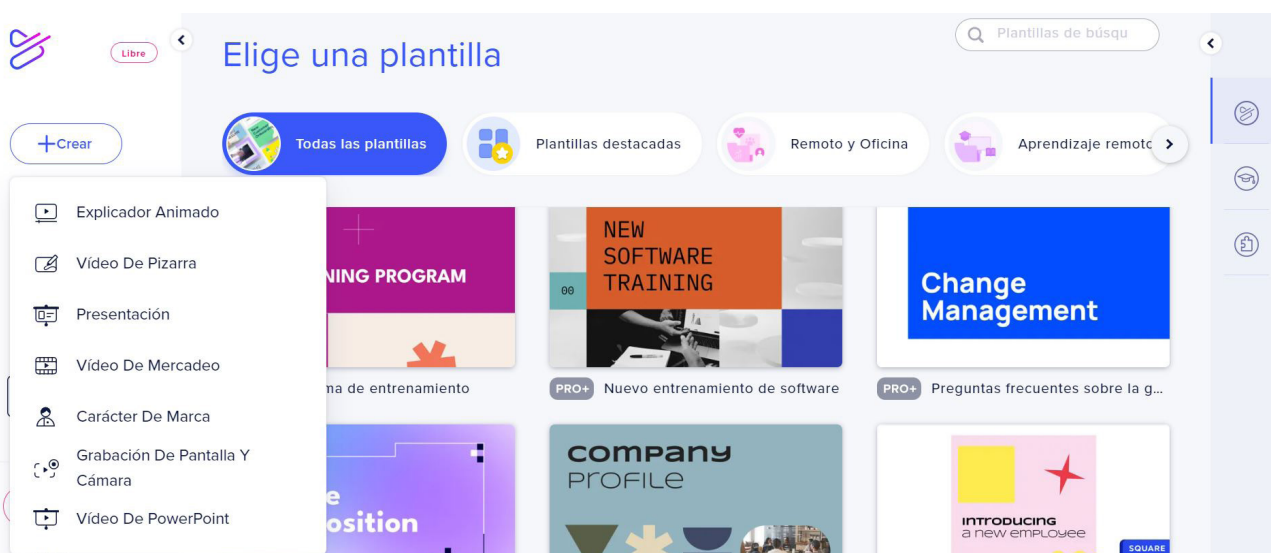 Libre
Elige una plantilla
Plantillas de búsqu
Crear
Todas las plantillas
Plantillas destacadas
Remoto y Oficina
Aprendizaje remoto
Explicador Animado
Vídeo De Pizarra
Presentación
Vídeo De Mercadeo
Carácter De Marca
Grabación De Pantalla Y
Cámara
Vídeo De PowerPoint
NING PROGRAM
ma de entrenamiento
00
NEW
SOFTWARE
TRAINING
PRO+ Nuevo entrenamiento de software
Change
Management
PRO+ Preguntas frecuentes sobre la g...
e
osition
company
PROFILE
INTRODUCING
a new employee
SQUARE